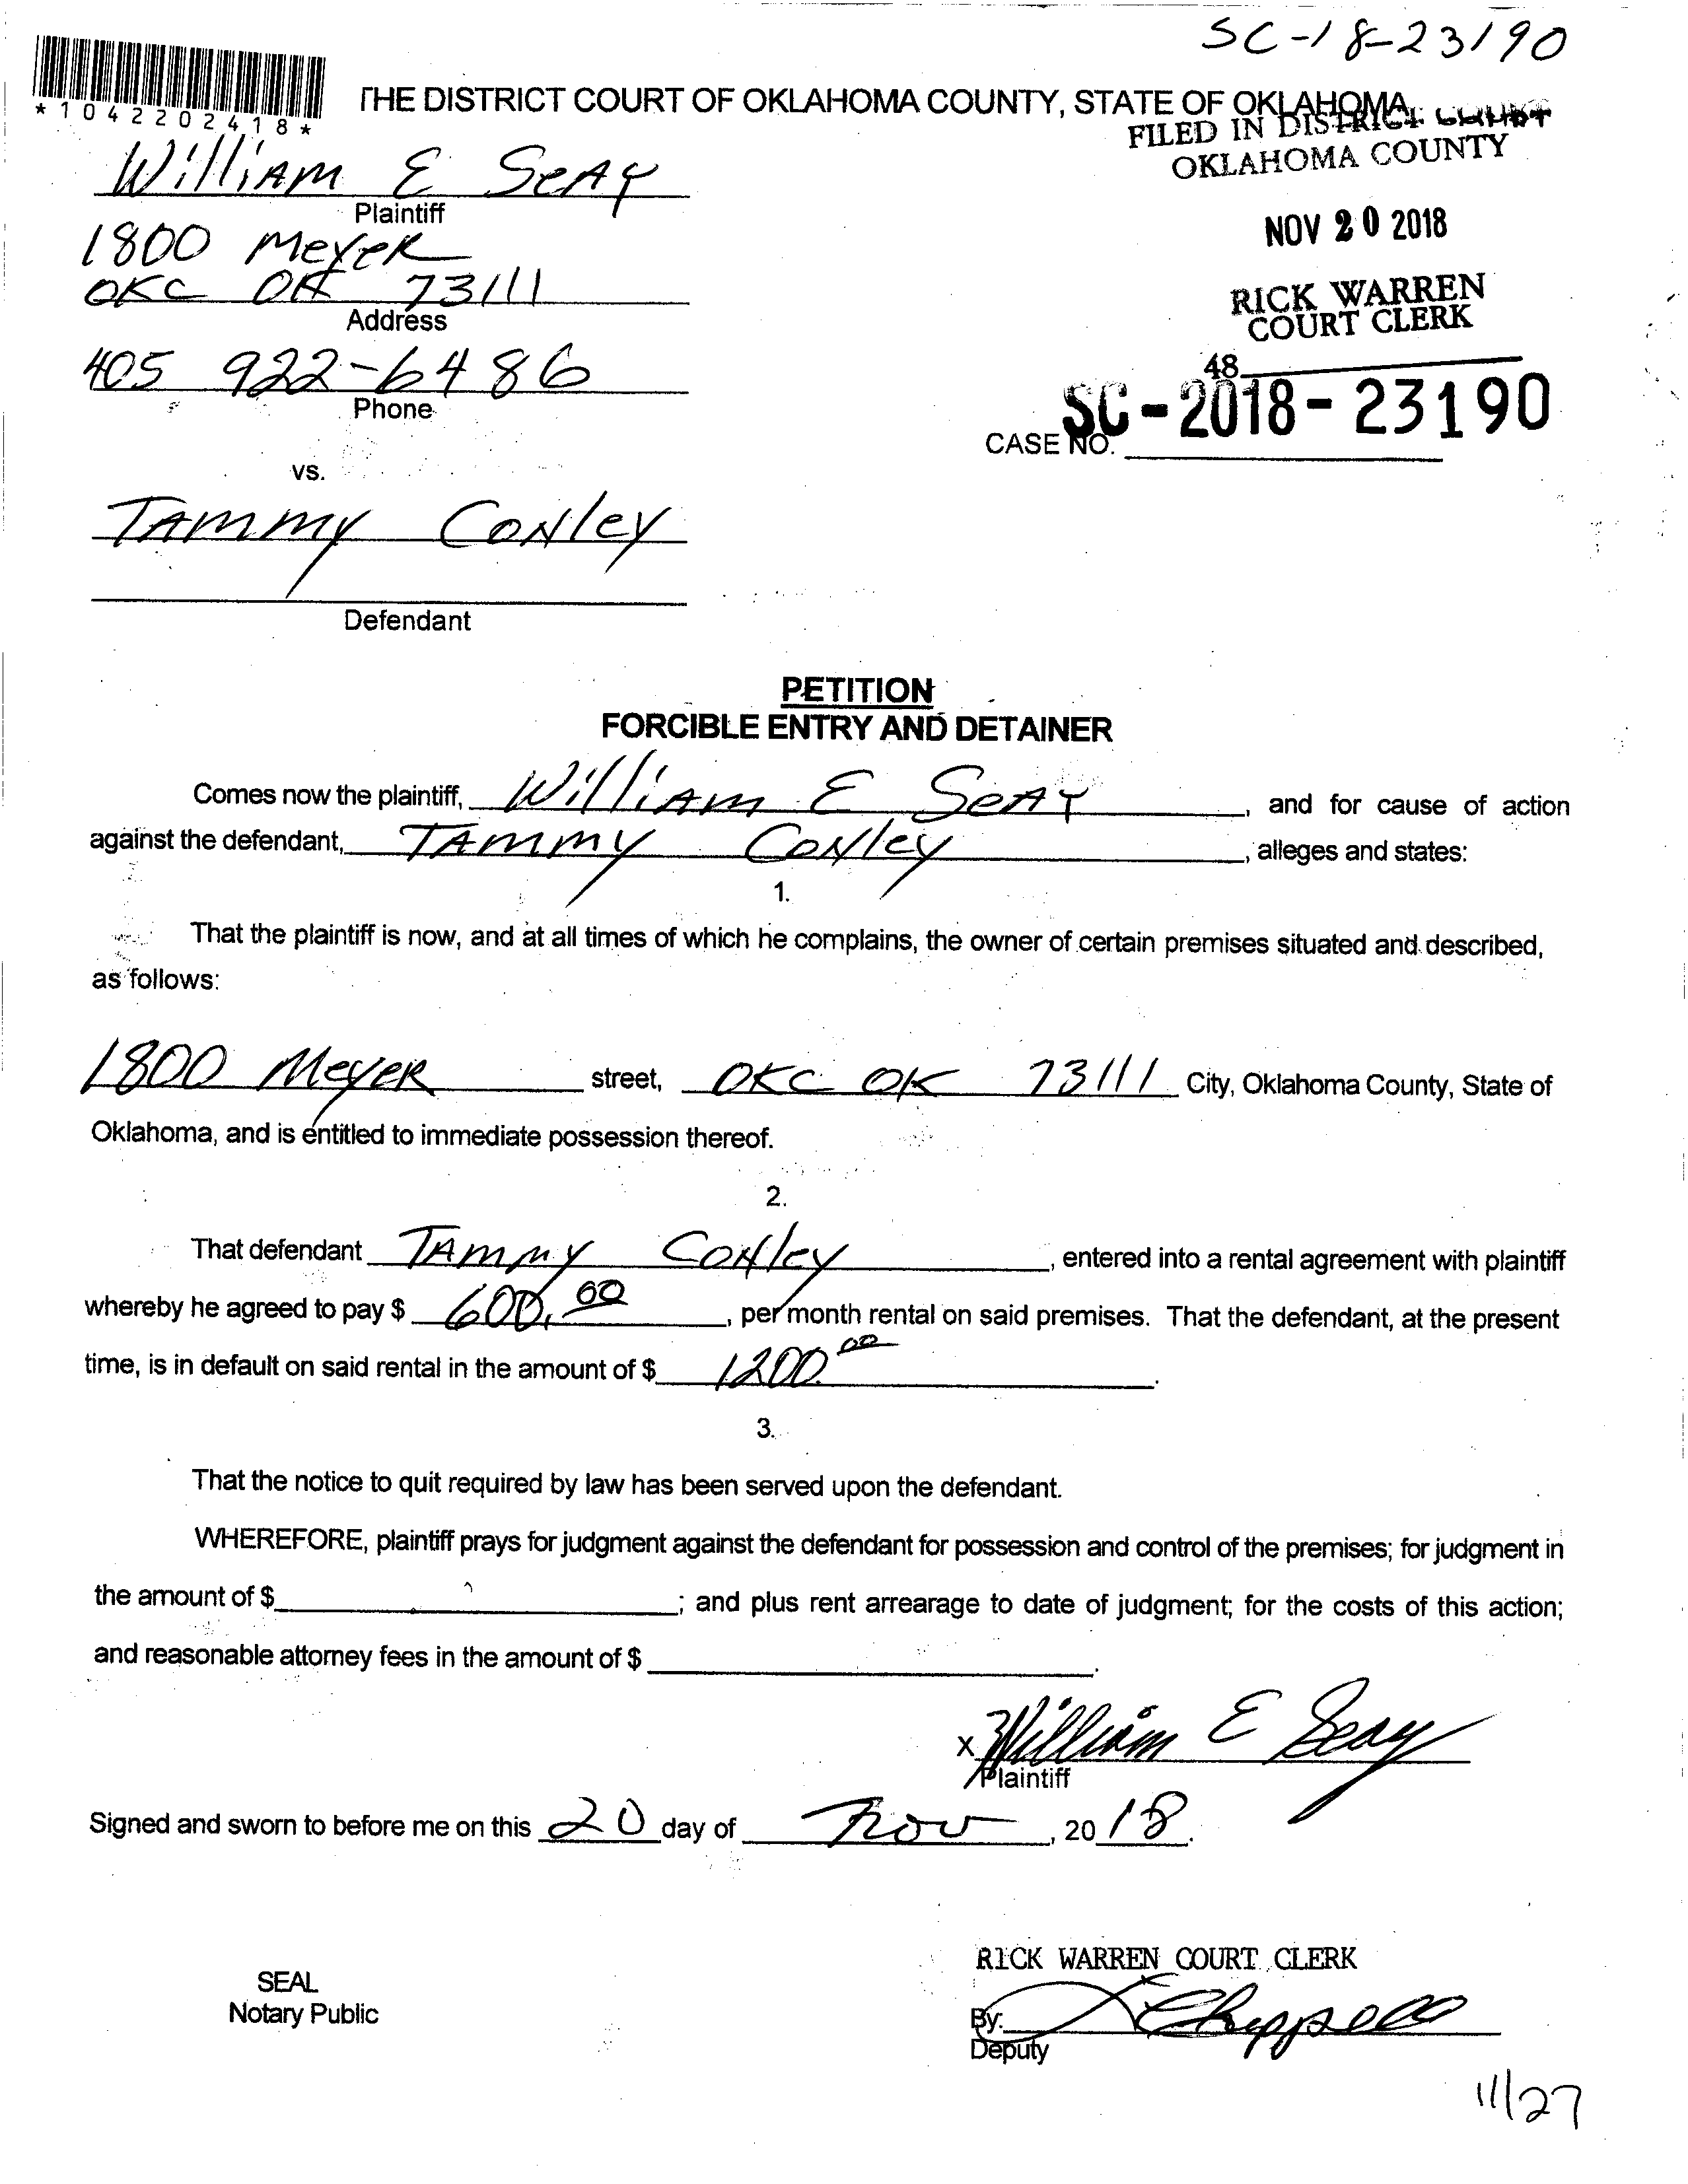 SC-18-23190
*1042202418*
THE DISTRICT COURT OF OKLAHOMA COUNTY, STATE OF OKLAHOMA
FILED IN DISTRICT COURT
OKLAHOMA COUNTY
William E Seay
Plaintiff
NOV 20 2018
1800 Meyer
OKC OK 73111
Address
RICK WARREN
COURT CLERK
405 922-6486
Phone
48
SC-2018-23190
CASE NO.
vs.
Tammy Conley
Defendant
PETITION
FORCIBLE ENTRY AND DETAINER
Comes now the plaintiff, William E Seay, and for cause of action
against the defendant, Tammy Conley, alleges and states:
1.
That the plaintiff is now, and at all times of which he complains, the owner of certain premises situated and described,
as follows:
1800 Meyer street, OKC OK 73111 City, Oklahoma County, State of
Oklahoma, and is entitled to immediate possession thereof.
2.
That defendant Tammy Conley, entered into a rental agreement with plaintiff
whereby he agreed to pay $ 600.00, per month rental on said premises. That the defendant, at the present
time, is in default on said rental in the amount of $ 1200.00.
3.
That the notice to quit required by law has been served upon the defendant.
WHEREFORE, plaintiff prays for judgment against the defendant for possession and control of the premises; for judgment in
the amount of $ ; and plus rent arrearage to date of judgment; for the costs of this action;
and reasonable attorney fees in the amount of $ .
X William E Seay
Plaintiff
Signed and sworn to before me on this 20 day of Nov, 2018.
RICK WARREN COURT CLERK
SEAL
Notary Public
By: Chappell
Deputy
11/27